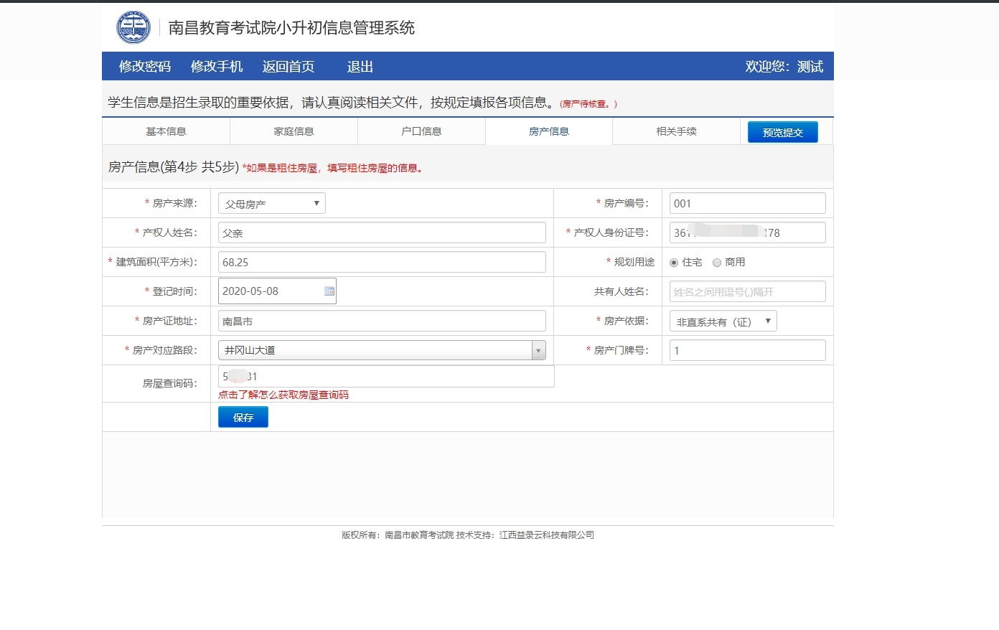 南昌教育考试院小升初信息管理系统
修改密码 修改手机 返回首页 退出 欢迎您：测试
学生信息是招生录取的重要依据，请认真阅读相关文件，按规定填报各项信息。(房产待核查。)
基本信息 家庭信息 户口信息 房产信息 相关手续 预览提交
房产信息(第4步 共5步) *如果是租住房屋，填写租住房屋的信息。
* 房产来源： 父母房产 * 房产编号： 001
* 产权人姓名： 父亲 * 产权人身份证号： 361 178
* 建筑面积(平方米)： 68.25 * 规划用途 住宅 商用
* 登记时间： 2020-05-08 共有人姓名： 姓名之间用逗号(,)隔开
* 房产证地址： 南昌市 * 房产依据： 非直系共有（证）
* 房产对应路段： 井冈山大道 * 房产门牌号： 1
房屋查询码： 5 31
点击了解怎么获取房屋查询码
保存
版权所有：南昌市教育考试院 技术支持：江西益录云科技有限公司